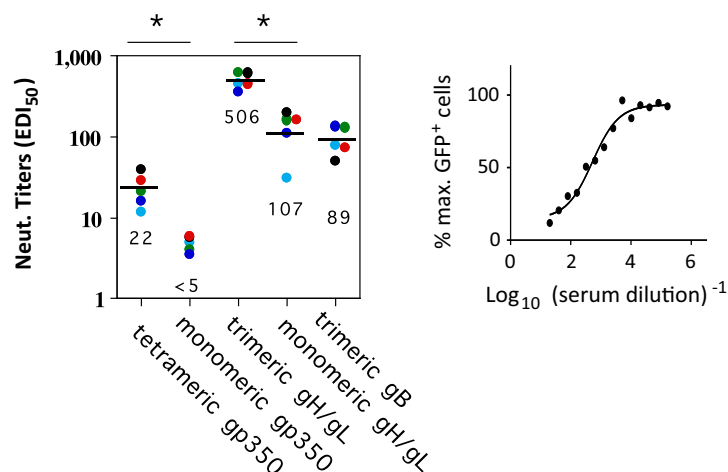 * *
1,000
100
10
1
Neut. Titers (EDI50)
22
<5
506
107
89
tetrameric gp350
monomeric gp350
trimeric gH/gL
monomeric gH/gL
trimeric gB
100
50
0
% max. GFP+ cells
0 2 4 6
Log10 (serum dilution) -1